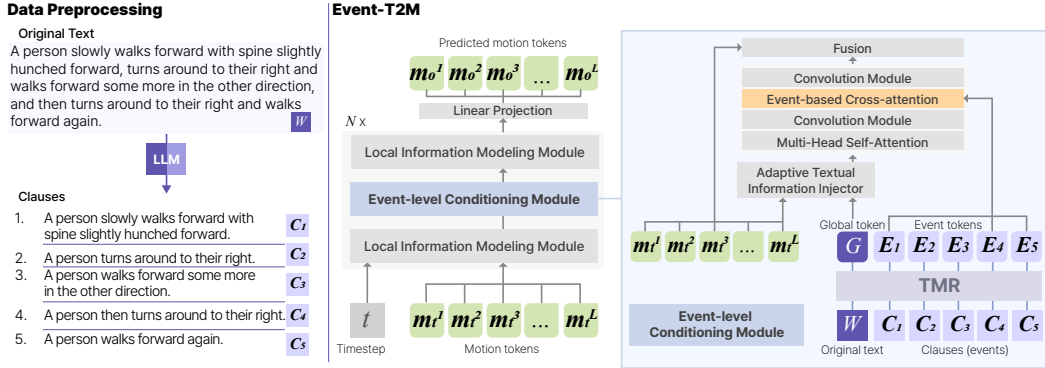 Data Preprocessing
Original Text
A person slowly walks forward with spine slightly
hunched forward, turns around to their right and
walks forward some more in the other direction,
and then turns around to their right and walks
forward again.
W
LLM
Clauses
1. A person slowly walks forward with
spine slightly hunched forward.
C₁
2. A person turns around to their right.
C₂
3. A person walks forward some more
in the other direction.
C₃
4. A person then turns around to their right.
C₄
5. A person walks forward again.
C₅
Event-T2M
Predicted motion tokens
m₀¹ m₀² m₀³ ... m₀ᴸ
Linear Projection
N x
Local Information Modeling Module
Event-level Conditioning Module
Local Information Modeling Module
t
Timestep
mₜ¹ mₜ² mₜ³ ... mₜᴸ
Motion tokens
Fusion
Convolution Module
Event-based Cross-attention
Convolution Module
Multi-Head Self-Attention
Adaptive Textual
Information Injector
Global token Event tokens
mₜ¹ mₜ² mₜ³ ... mₜᴸ
G E₁ E₂ E₃ E₄ E₅
TMR
Event-level
Conditioning Module
W C₁ C₂ C₃ C₄ C₅
Original text Clauses (events)